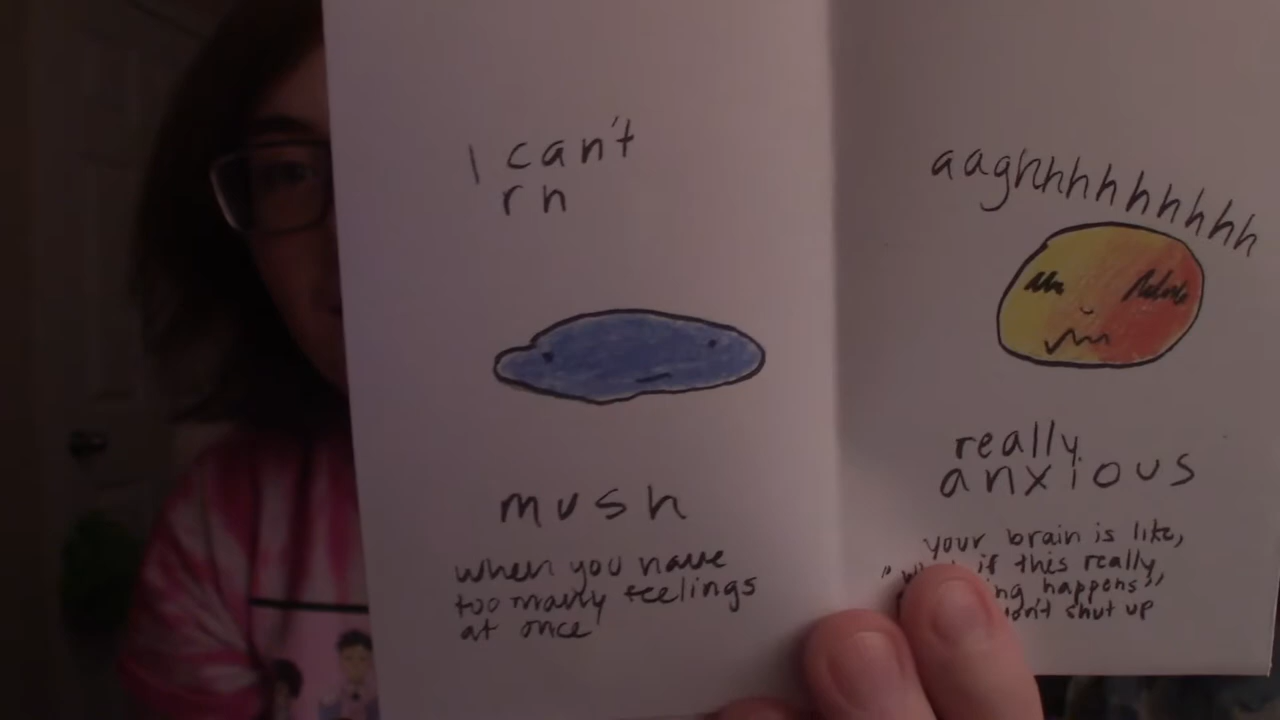 I can't
rn
mush
when you have
too many feelings
at once
aaghhhhhhhhh
really
anxious
your brain is like,
if this really
happens"
shut up